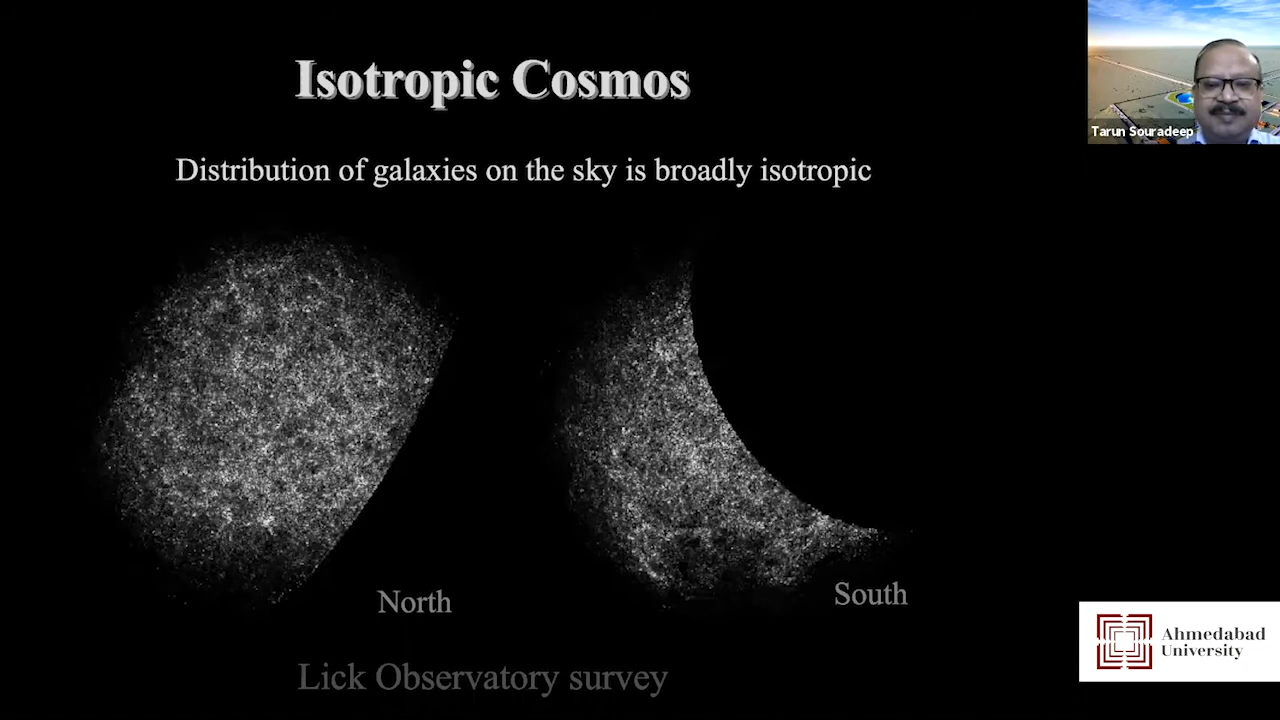 Isotropic Cosmos
Tarun Souradeep
Distribution of galaxies on the sky is broadly isotropic
North
South
Lick Observatory survey
Ahmedabad
University